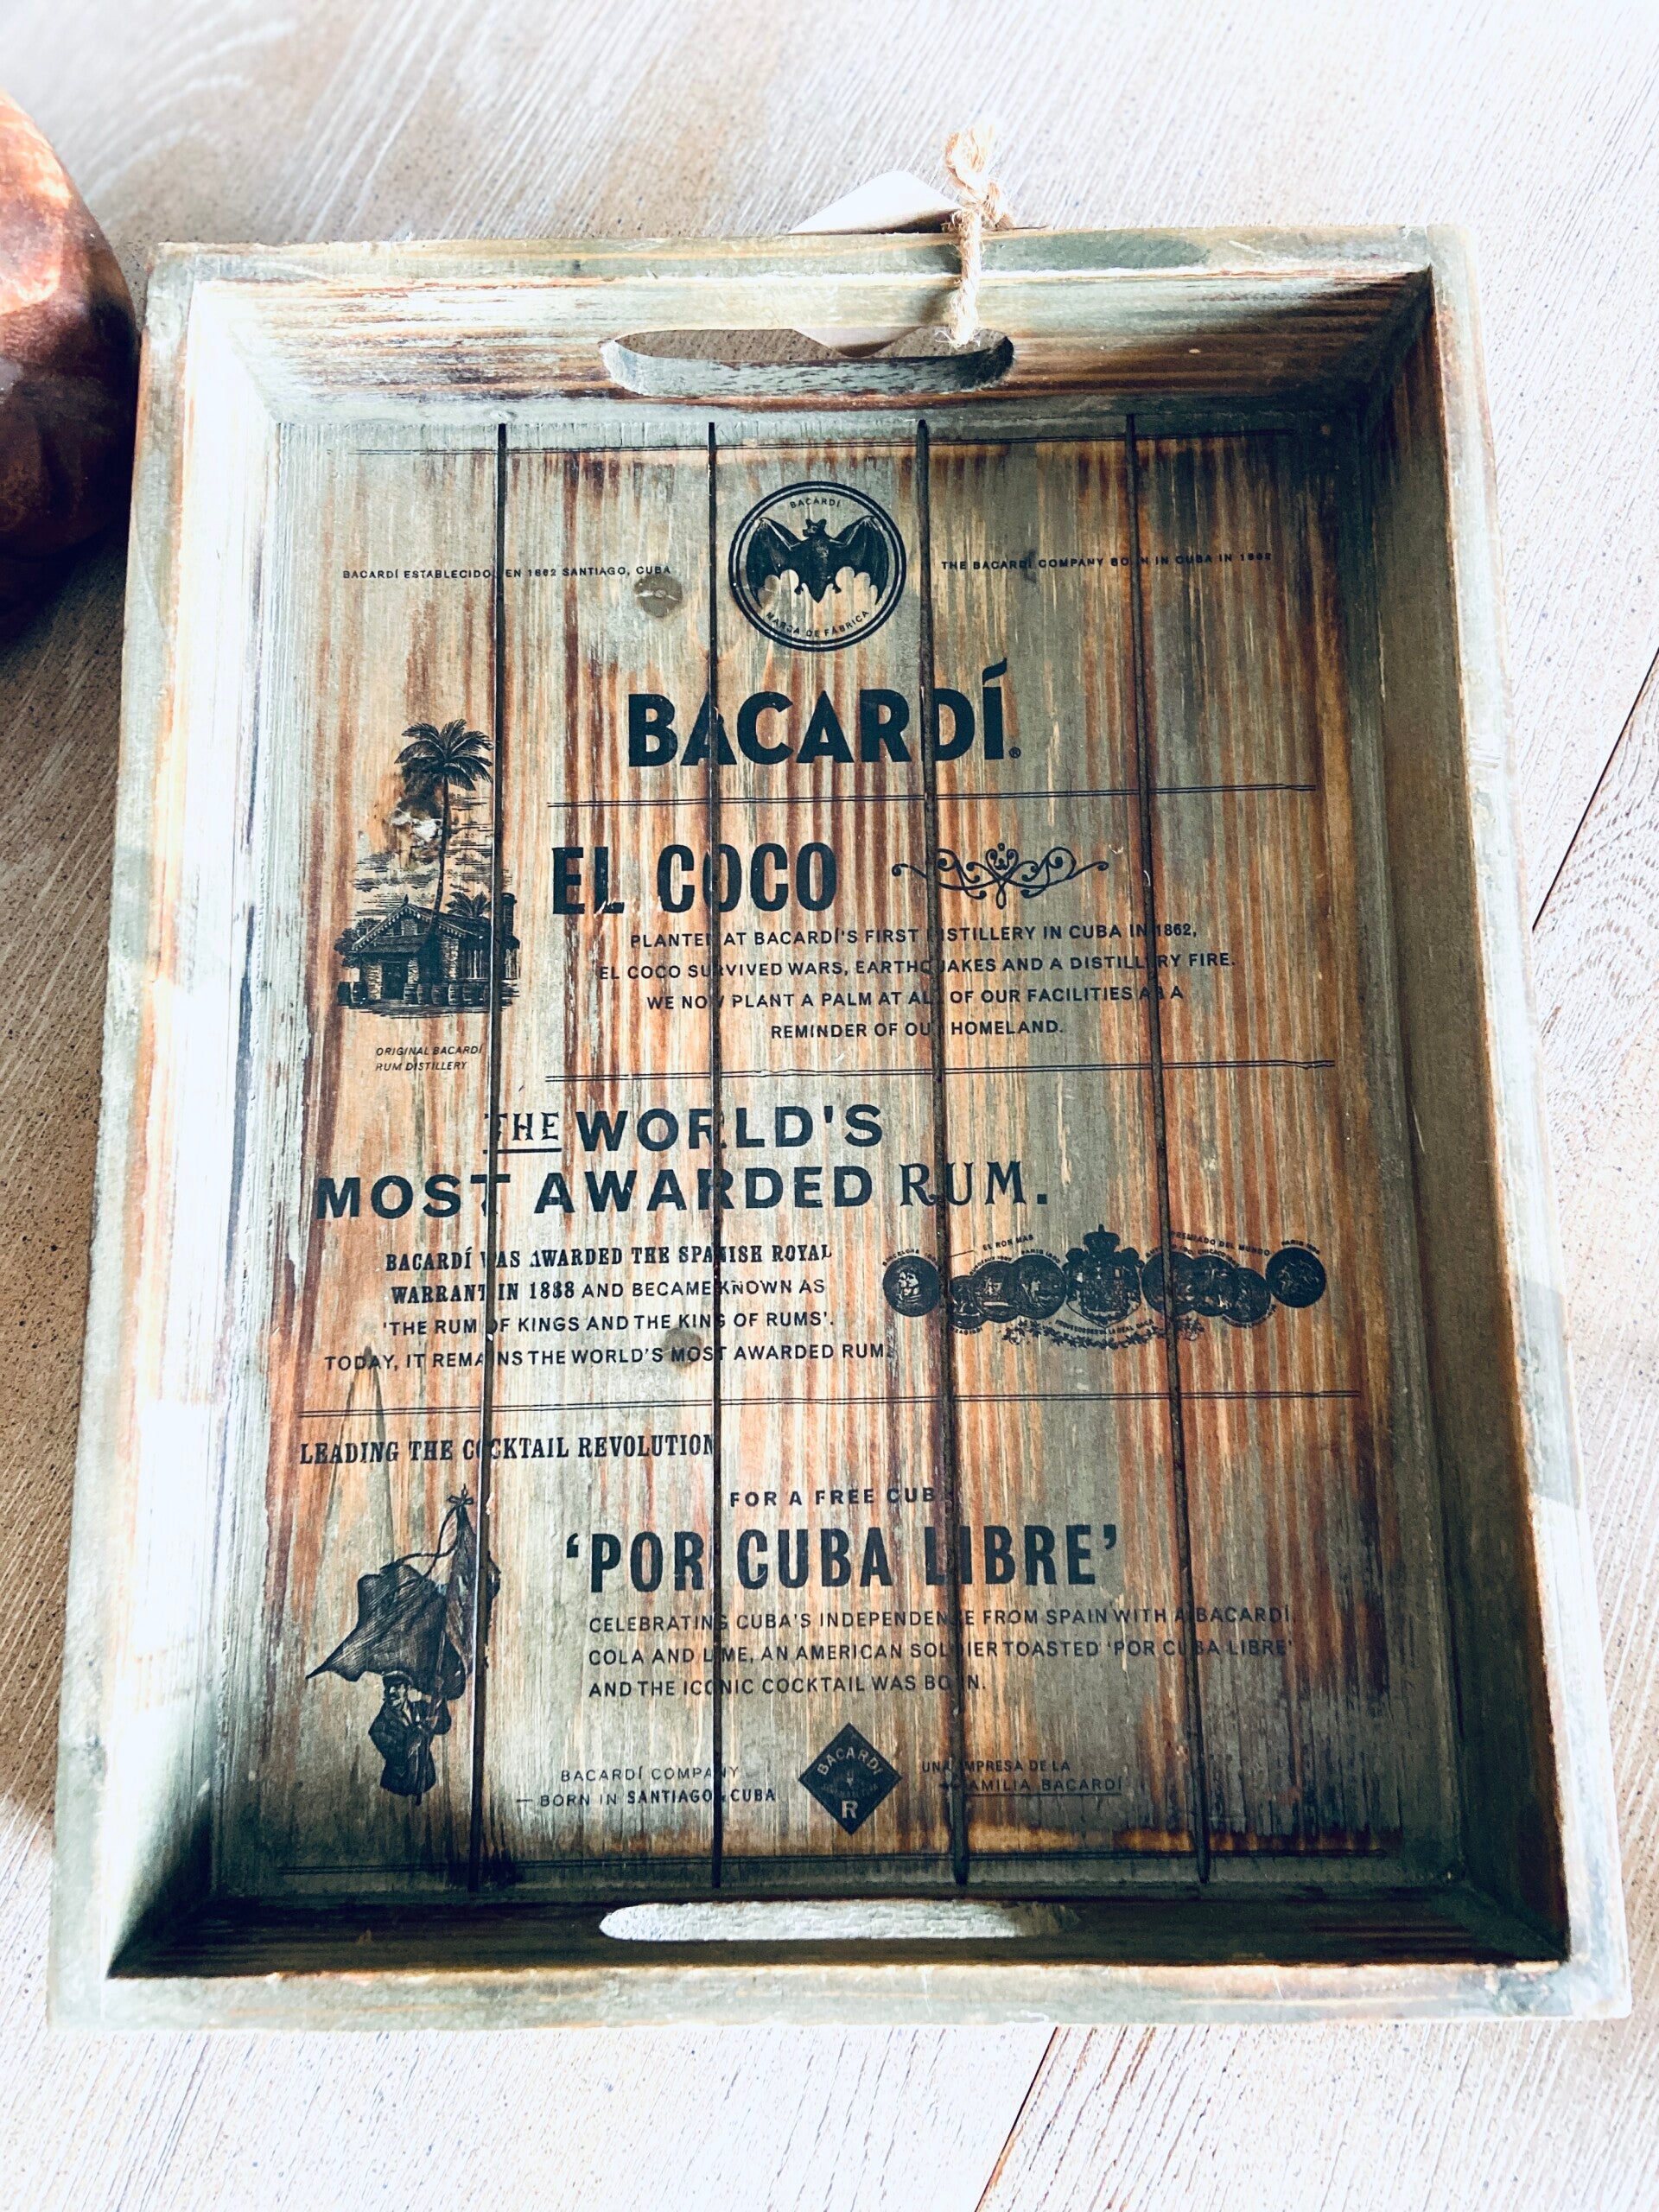 BACARDÍ
MARCA DE FÁBRICA
BACARDÍ ESTABLECIDO EN 1862 SANTIAGO, CUBA
THE BACARDÍ COMPANY BORN IN CUBA IN 1862
BACARDÍ®
EL COCO
PLANTED AT BACARDÍ'S FIRST DISTILLERY IN CUBA IN 1862,
EL COCO SURVIVED WARS, EARTHQUAKES AND A DISTILLERY FIRE.
WE NOW PLANT A PALM AT ALL OF OUR FACILITIES AS A
REMINDER OF OUR HOMELAND.
ORIGINAL BACARDÍ
RUM DISTILLERY
THE WORLD'S
MOST AWARDED RUM.
BACARDÍ WAS AWARDED THE SPANISH ROYAL
WARRANT IN 1888 AND BECAME KNOWN AS
'THE RUM OF KINGS AND THE KING OF RUMS'.
TODAY, IT REMAINS THE WORLD'S MOST AWARDED RUM.
EL RON MAS PREMIADO DEL MUNDO
LEADING THE COCKTAIL REVOLUTION
FOR A FREE CUBA
‘POR CUBA LIBRE’
CELEBRATING CUBA'S INDEPENDENCE FROM SPAIN WITH A BACARDÍ,
COLA AND LIME, AN AMERICAN SOLDIER TOASTED 'POR CUBA LIBRE'
AND THE ICONIC COCKTAIL WAS BORN.
BACARDÍ COMPANY
— BORN IN SANTIAGO, CUBA
BACARDÍ
R
UNA EMPRESA DE LA
FAMILIA BACARDÍ